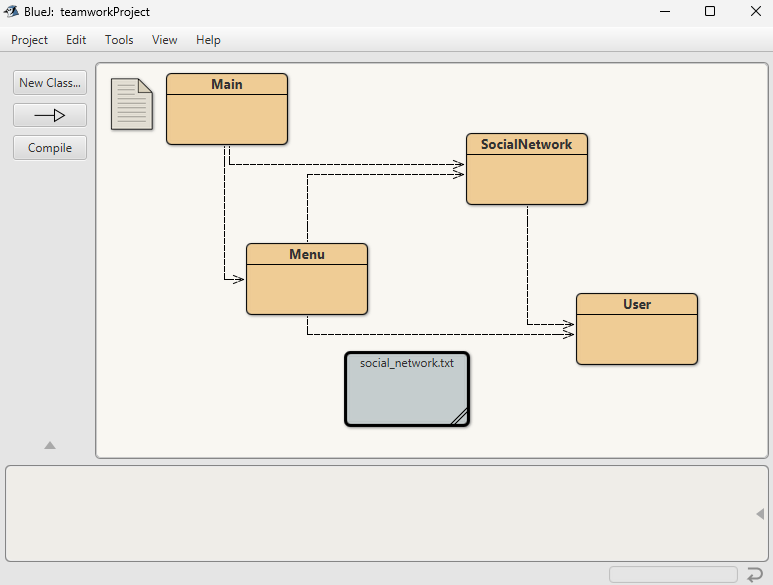 BlueJ: teamworkProject
Project Edit Tools View Help
New Class...
Compile
Main
SocialNetwork
Menu
User
social_network.txt